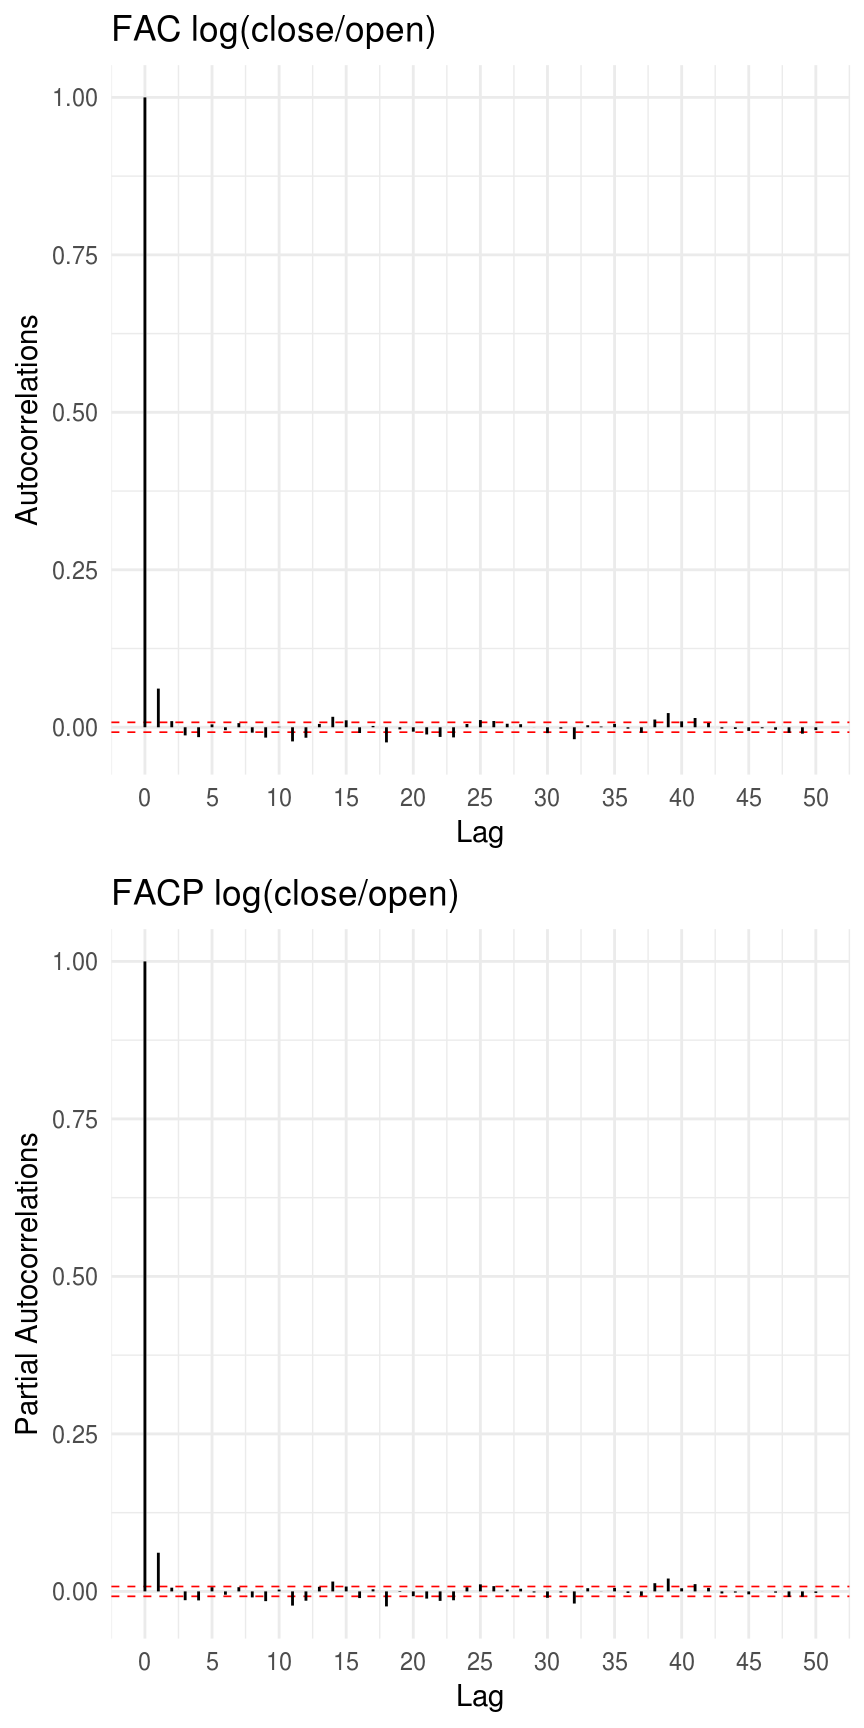 FAC log(close/open)
1.00
0.75
0.50
0.25
0.00
Autocorrelations
0 5 10 15 20 25 30 35 40 45 50
Lag
FACP log(close/open)
1.00
0.75
0.50
0.25
0.00
Partial Autocorrelations
0 5 10 15 20 25 30 35 40 45 50
Lag